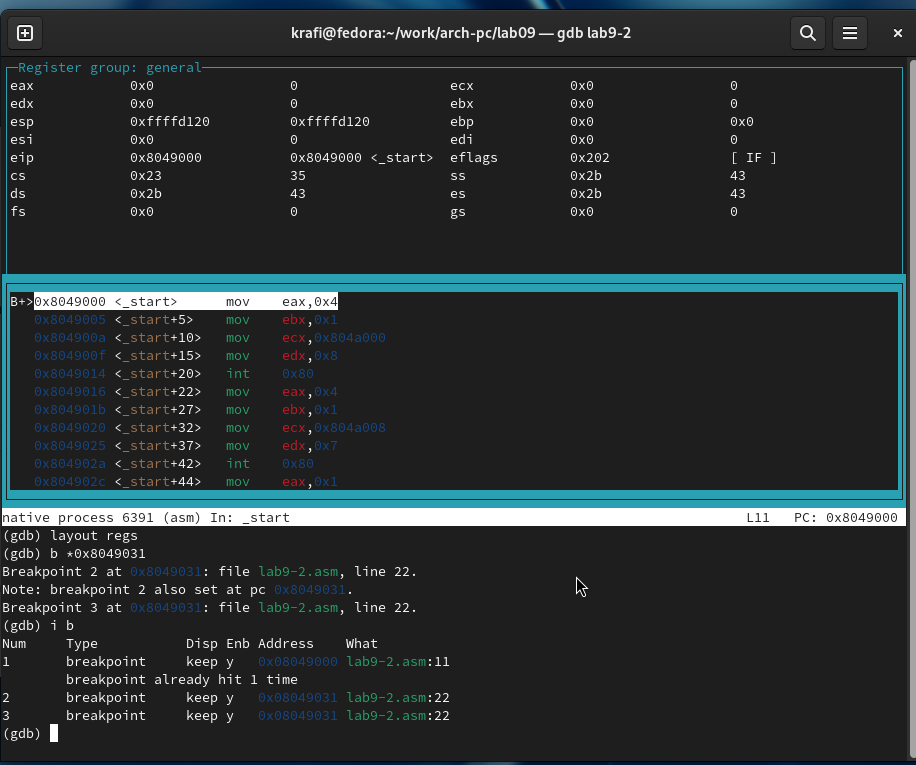 krafi@fedora:~/work/arch-pc/lab09 — gdb lab9-2
Register group: general
eax 0x0 0 ecx 0x0 0
edx 0x0 0 ebx 0x0 0
esp 0xffffd120 0xffffd120 ebp 0x0 0x0
esi 0x0 0 edi 0x0 0
eip 0x8049000 0x8049000 <_start> eflags 0x202 [ IF ]
cs 0x23 35 ss 0x2b 43
ds 0x2b 43 es 0x2b 43
fs 0x0 0 gs 0x0 0
B+>0x8049000 <_start> mov eax,0x4
0x8049005 <_start+5> mov ebx,0x1
0x804900a <_start+10> mov ecx,0x804a000
0x804900f <_start+15> mov edx,0x8
0x8049014 <_start+20> int 0x80
0x8049016 <_start+22> mov eax,0x4
0x804901b <_start+27> mov ebx,0x1
0x8049020 <_start+32> mov ecx,0x804a008
0x8049025 <_start+37> mov edx,0x7
0x804902a <_start+42> int 0x80
0x804902c <_start+44> mov eax,0x1
native process 6391 (asm) In: _start L11 PC: 0x8049000
(gdb) layout regs
(gdb) b *0x8049031
Breakpoint 2 at 0x8049031: file lab9-2.asm, line 22.
Note: breakpoint 2 also set at pc 0x8049031.
Breakpoint 3 at 0x8049031: file lab9-2.asm, line 22.
(gdb) i b
Num Type Disp Enb Address What
1 breakpoint keep y 0x08049000 lab9-2.asm:11
breakpoint already hit 1 time
2 breakpoint keep y 0x08049031 lab9-2.asm:22
3 breakpoint keep y 0x08049031 lab9-2.asm:22
(gdb)